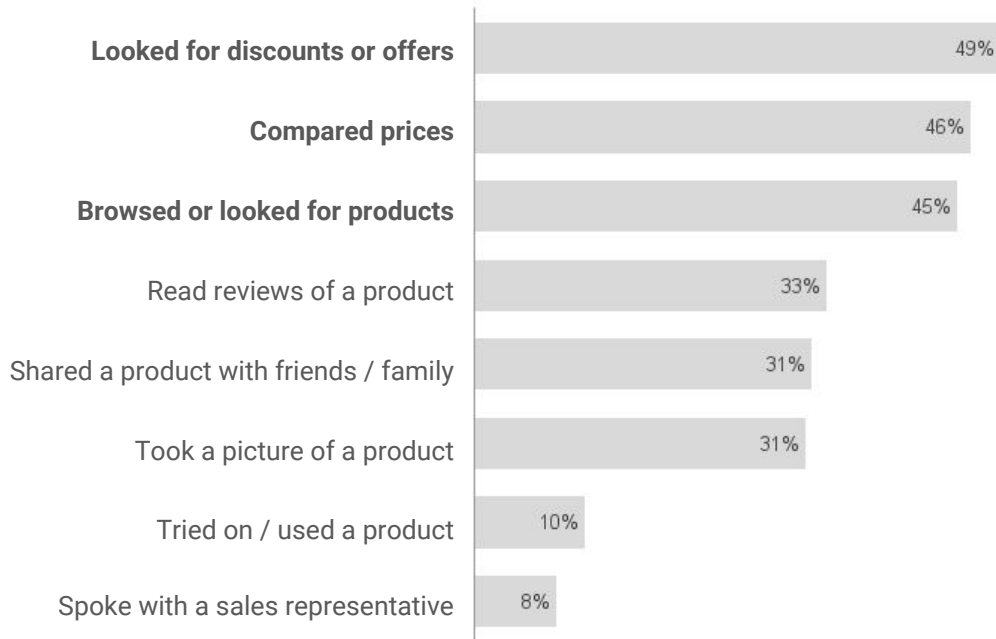 Looked for discounts or offers 49%
Compared prices 46%
Browsed or looked for products 45%
Read reviews of a product 33%
Shared a product with friends / family 31%
Took a picture of a product 31%
Tried on / used a product 10%
Spoke with a sales representative 8%